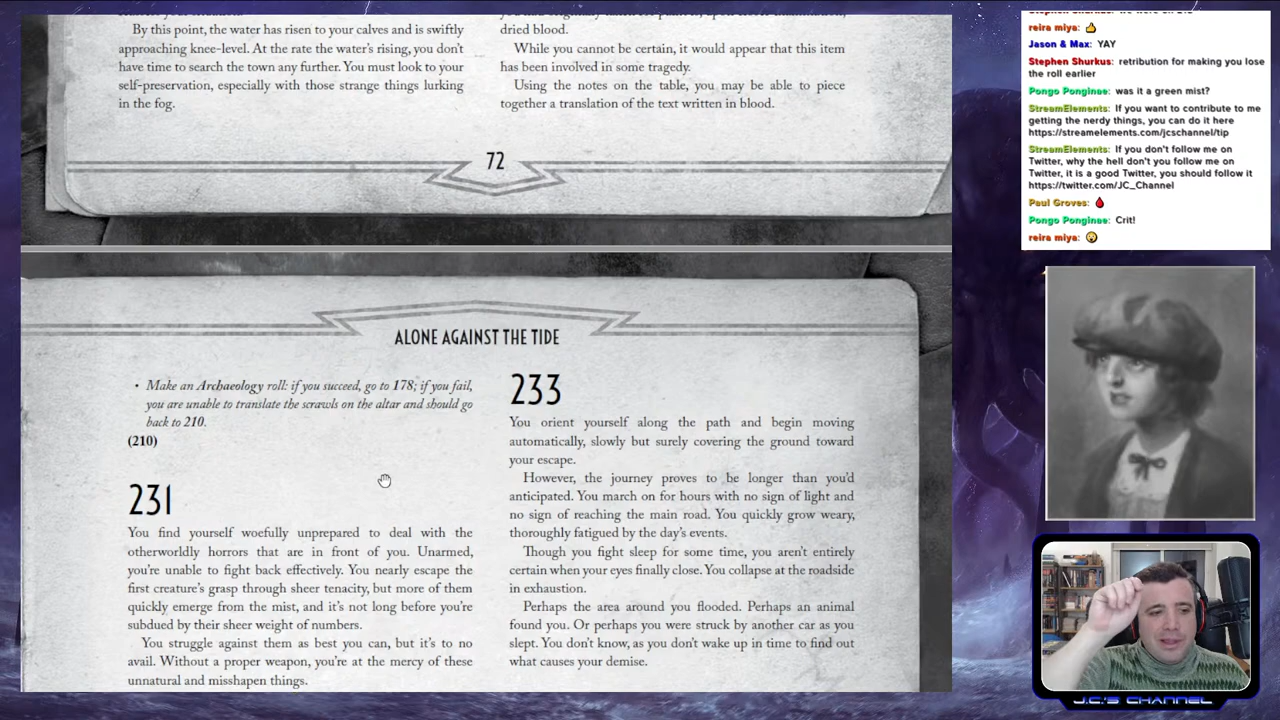 By this point, the water has risen to mid-calves and is swiftly
approaching knee-level. At the rate the tide is rising, you don't
have time to search the town any further. You must look to your
self-preservation, especially with those strange things lurking
in the fog.
dried blood.
While you cannot be certain, it would appear that this item
has been involved in some tragedy.
Using the notes on the table, you may be able to piece
together a translation of the text written in blood.
72
ALONE AGAINST THE TIDE
• Make an Archaeology roll: if you succeed, go to 178; if you fail,
you are unable to translate the scrawls on the altar and should go
back to 210.
(210)
231
You find yourself woefully unprepared to deal with the
otherworldly horrors that are in front of you. Unarmed,
you're unable to fight back effectively. You escape the
first creature's grasp through sheer tenacity, but more of them
quickly emerge from the mist, and it's not long before you're
subdued by their sheer weight of numbers.
You struggle against them as best you can, but it's to no
avail. Without a proper weapon, you're at the mercy of these
unnatural and misshapen things.
233
You orient yourself along the path and begin moving
automatically, slowly but surely covering the ground toward
your escape.
However, the journey proves to be longer than you'd
anticipated. You march on for hours with no sign of light and
no sign of reaching the main road. You quickly grow weary,
thoroughly fatigued by the day's events.
Though you fight sleep for some time, you aren't entirely
certain when your eyes finally close. You collapse at the roadside
in exhaustion.
Perhaps the area around you flooded. Perhaps an animal
found you. Or perhaps you were struck by another car as you
slept. You don't know, as you don't wake up in time to find out
what causes your demise.
reira miya:
Jason & Max: YAY
Stephen Shurkus: retribution for making you lose
the roll earlier
Pongo Ponginae: was it a green mist?
StreamElements: If you want to contribute to me
getting the nerdy things, you can do it here
https://streamelements.com/jcschannel/tip
StreamElements: If you don't follow me on
Twitter, why the hell don't you follow me on
Twitter, it is a good Twitter, you should follow it
https://twitter.com/JC_Channel
Paul Groves:
Pongo Ponginae: Crit!
reira miya:
J.C.'S CHANNEL